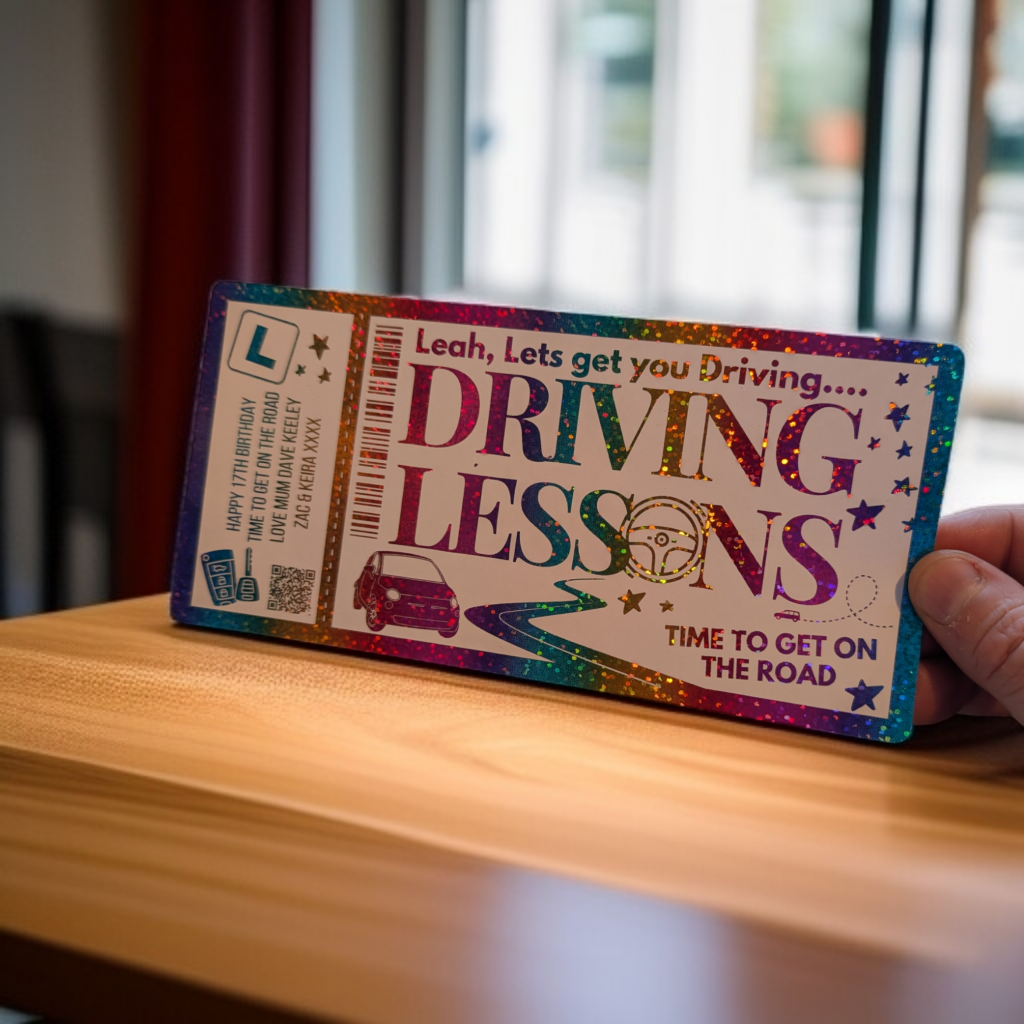 L
HAPPY 17TH BIRTHDAY
TIME TO GET ON THE ROAD
LOVE MUM DAVE KEELEY
ZAC & KEIRA XXXX
Leah, Lets get you Driving....
DRIVING
LESSONS
TIME TO GET ON
THE ROAD